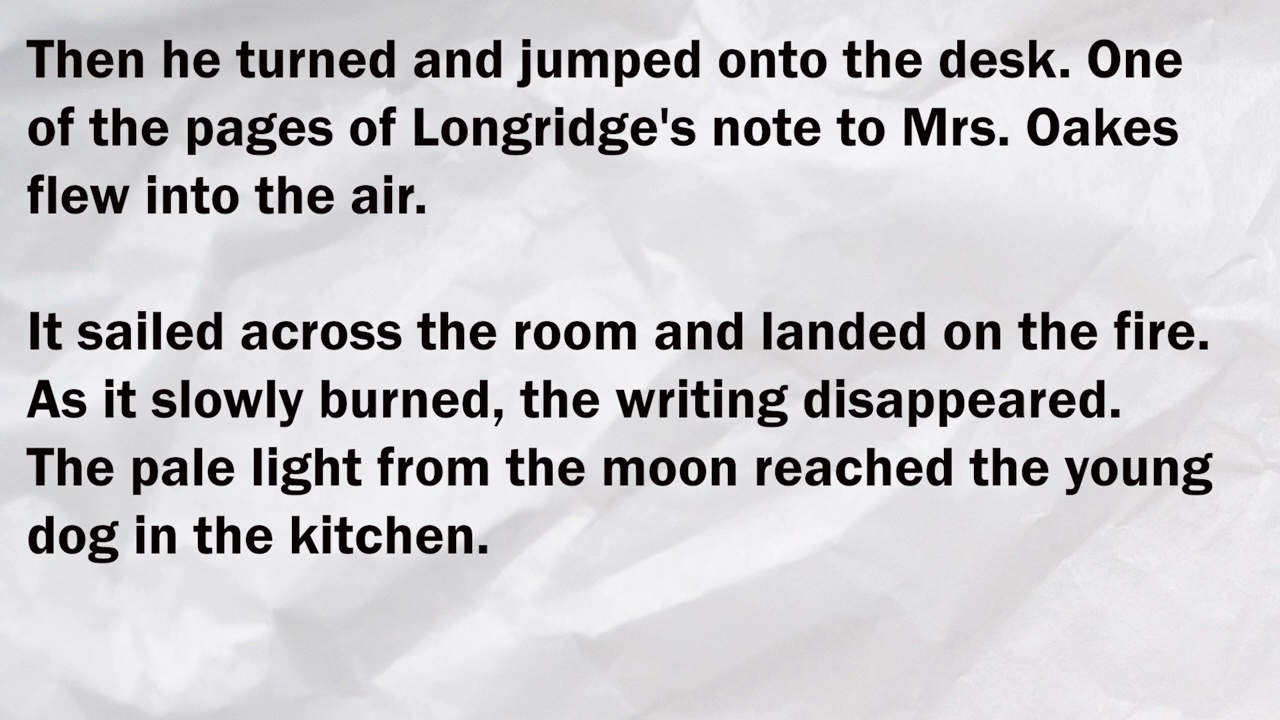 Then he turned and jumped onto the desk. One
of the pages of Longridge's note to Mrs. Oakes
flew into the air.
It sailed across the room and landed on the fire.
As it slowly burned, the writing disappeared.
The pale light from the moon reached the young
dog in the kitchen.